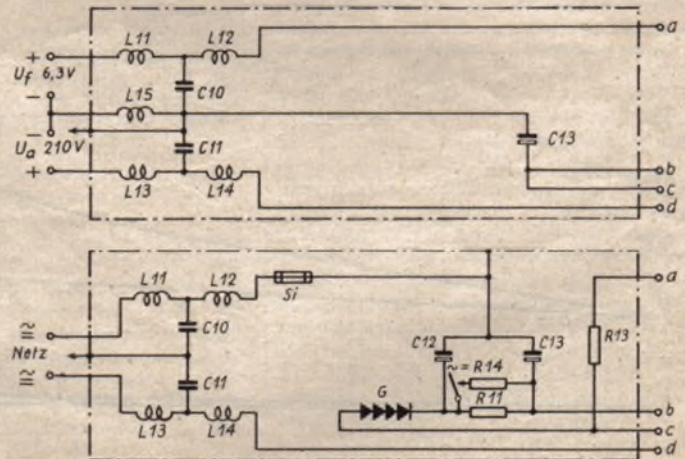 L11 L12 a
+ Uf 6,3V
C10
- L15
- Ua 210V
C11 C13
+ L13 L14 b
c
d
L11 L12 Si a
≂ C10 C12 C13 R13
Netz ~ = R14
≂ C11 G R11 b
L13 L14 c
d